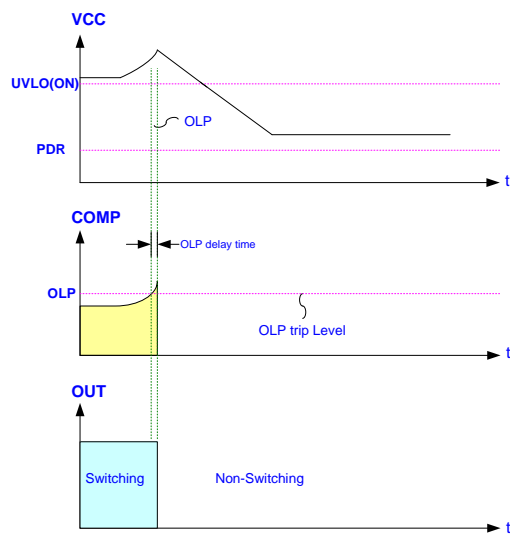 VCC
UVLO(ON)
OLP
PDR
t
COMP
OLP delay time
OLP
OLP trip Level
t
OUT
Switching
Non-Switching
t